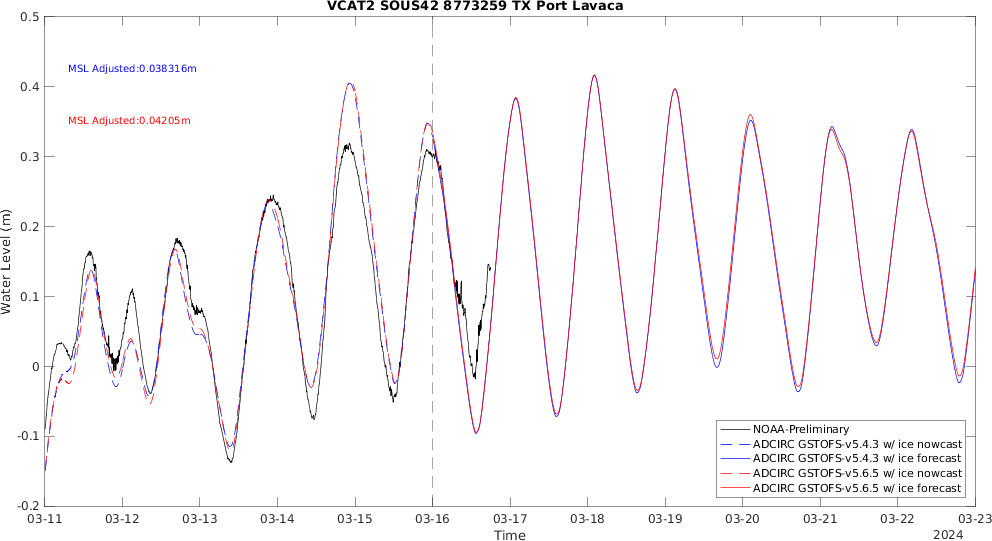 VCAT2 SOUS42 8773259 TX Port Lavaca
0.5
MSL Adjusted:0.038316m
0.4
MSL Adjusted:0.04205m
0.3
0.2
Water Level (m)
0.1
0
-0.1
-0.2
NOAA-Preliminary
ADCIRC GSTOFS-v5.4.3 w/ ice nowcast
ADCIRC GSTOFS-v5.4.3 w/ ice forecast
ADCIRC GSTOFS-v5.6.5 w/ ice nowcast
ADCIRC GSTOFS-v5.6.5 w/ ice forecast
03-11 03-12 03-13 03-14 03-15 03-16 03-17 03-18 03-19 03-20 03-21 03-22 03-23
Time
2024